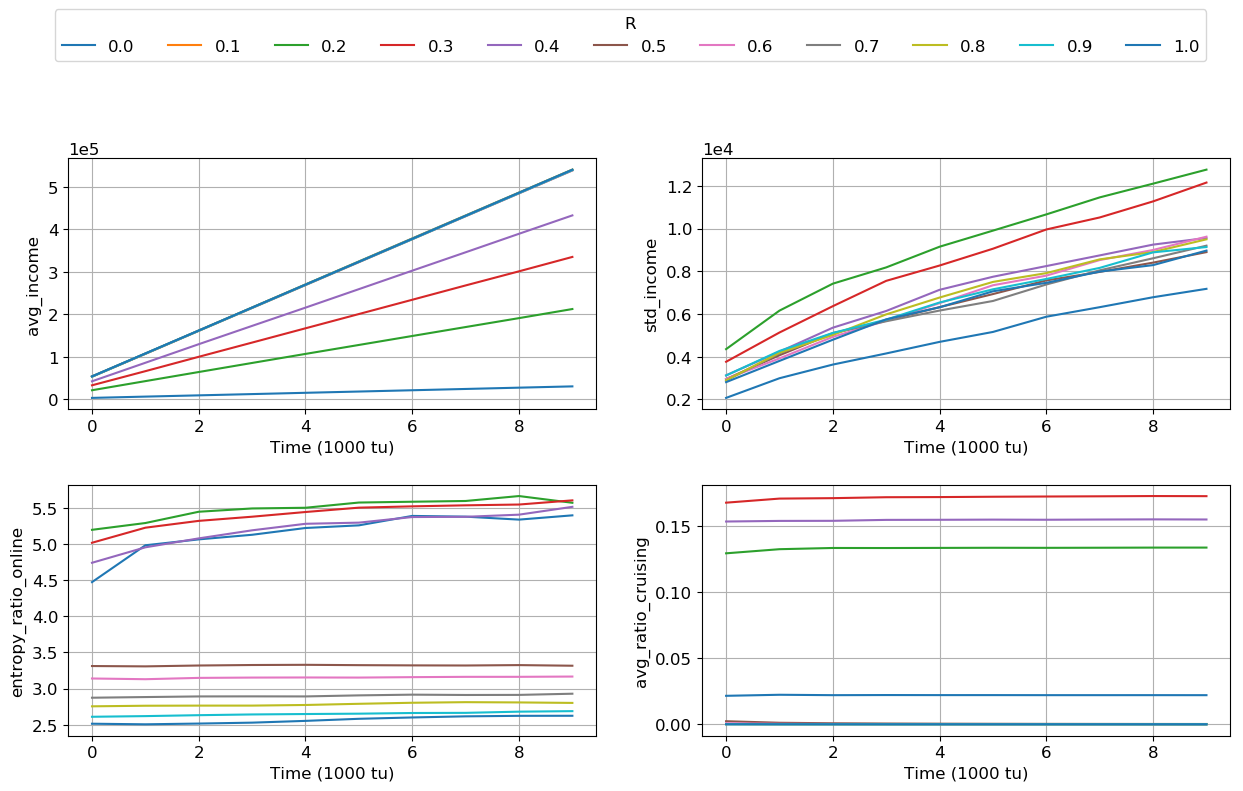 R
0.0 0.1 0.2 0.3 0.4 0.5 0.6 0.7 0.8 0.9 1.0
1e5
avg_income
5
4
3
2
1
0
0 2 4 6 8
Time (1000 tu)
1e4
std_income
1.2
1.0
0.8
0.6
0.4
0.2
0 2 4 6 8
Time (1000 tu)
entropy_ratio_online
5.5
5.0
4.5
4.0
3.5
3.0
2.5
0 2 4 6 8
Time (1000 tu)
avg_ratio_cruising
0.15
0.10
0.05
0.00
0 2 4 6 8
Time (1000 tu)